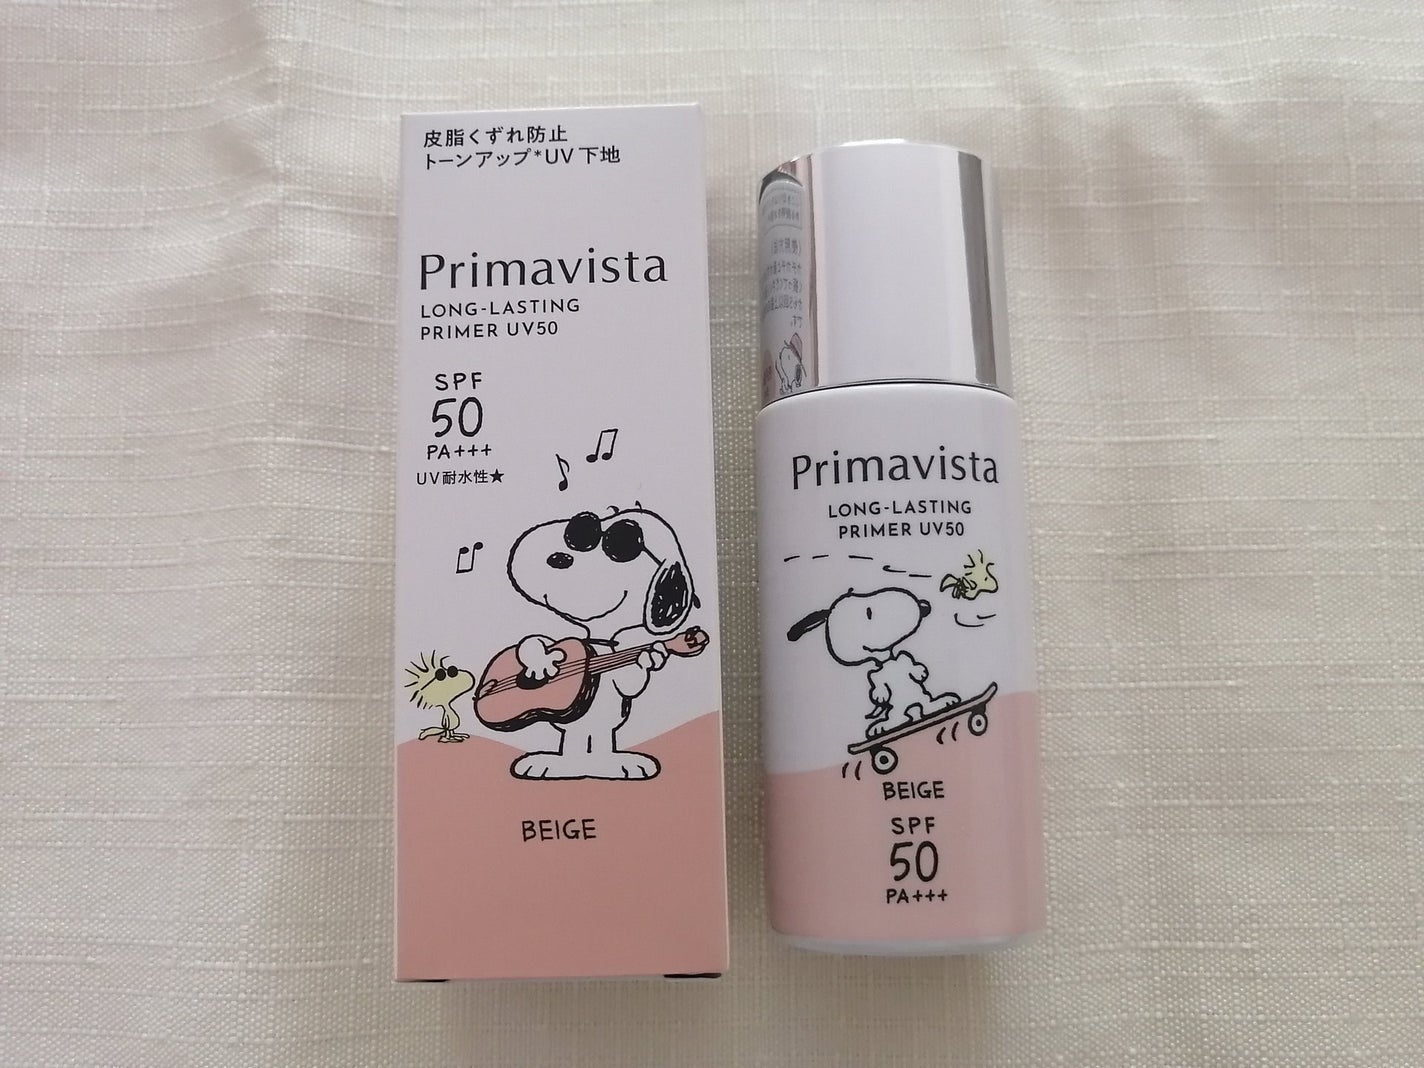 皮脂くずれ防止
トーンアップ*UV下地
Primavista
LONG-LASTING
PRIMER UV50
SPF
50
PA+++
UV耐水性★
BEIGE
Primavista
LONG-LASTING
PRIMER UV50
BEIGE
SPF
50
PA+++